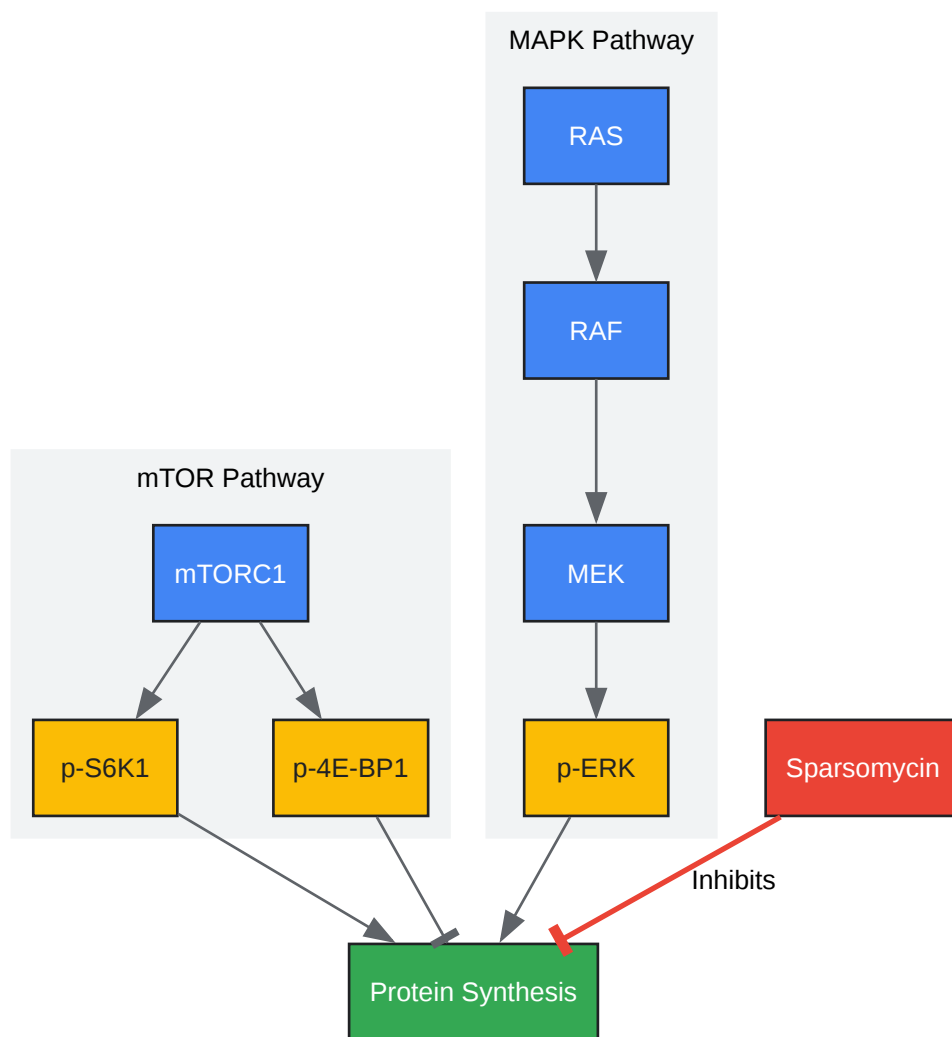 MAPK Pathway
RAS
RAF
mTOR Pathway
mTORC1
MEK
p-S6K1
p-4E-BP1
p-ERK
Sparsomycin
Inhibits
Protein Synthesis